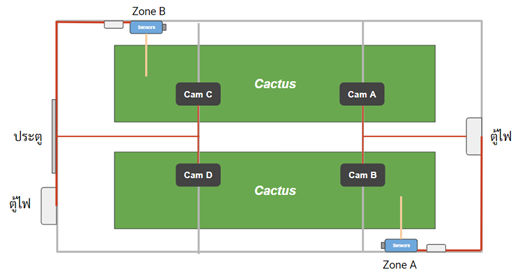 Zone B
Sensors
Cactus
Cam C
Cam A
ประตู
ตู้ไฟ
Cam D
Cam B
Cactus
ตู้ไฟ
Sensors
Zone A